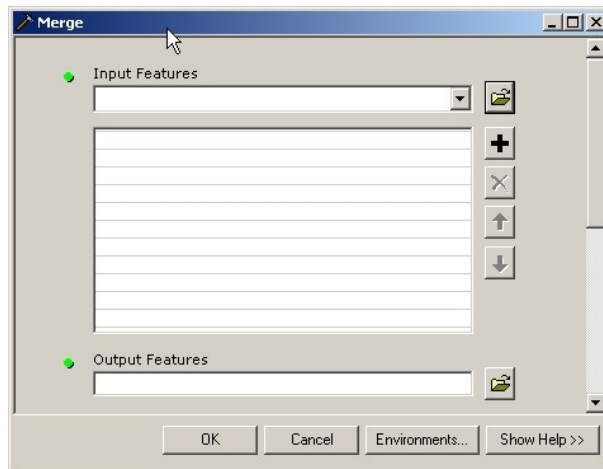 Merge
Input Features
Output Features
OK
Cancel
Environments...
Show Help >>